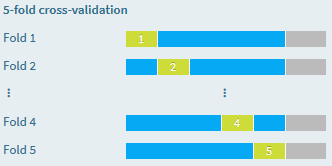 5-fold cross-validation
Fold 1 1
Fold 2 2
⋮ ⋮
Fold 4 4
Fold 5 5